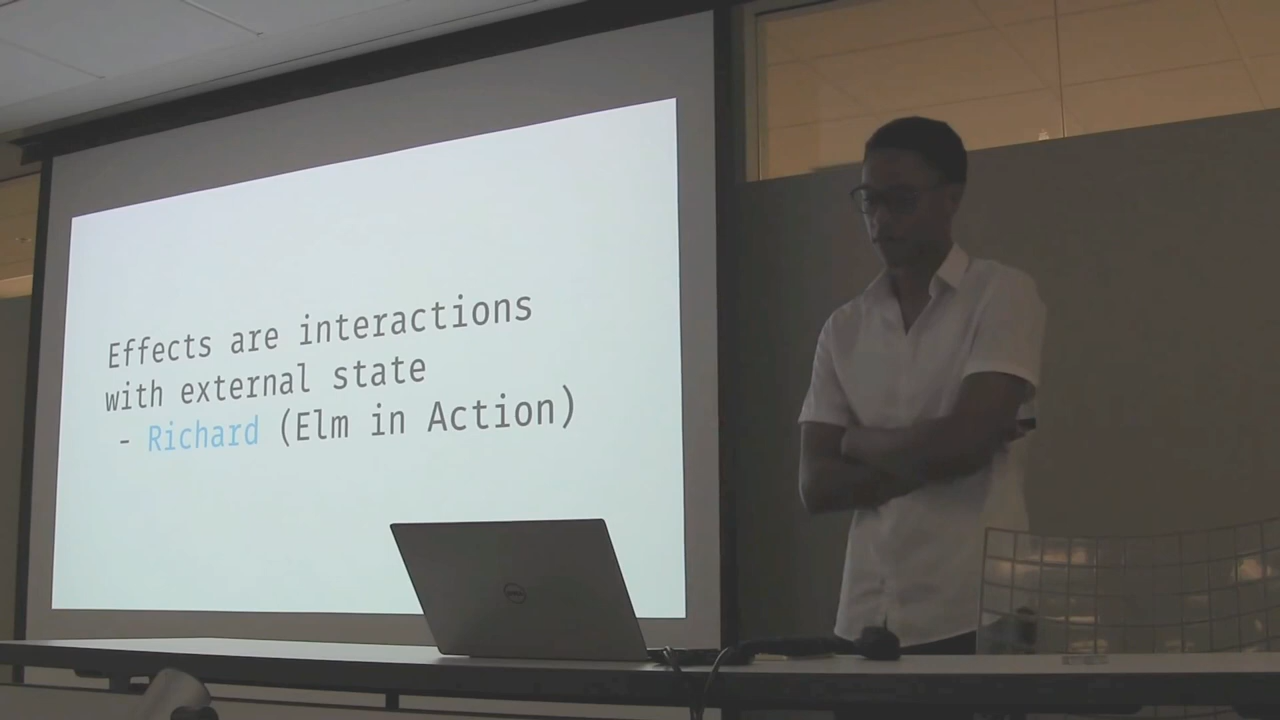 Effects are interactions
with external state
- Richard (Elm in Action)